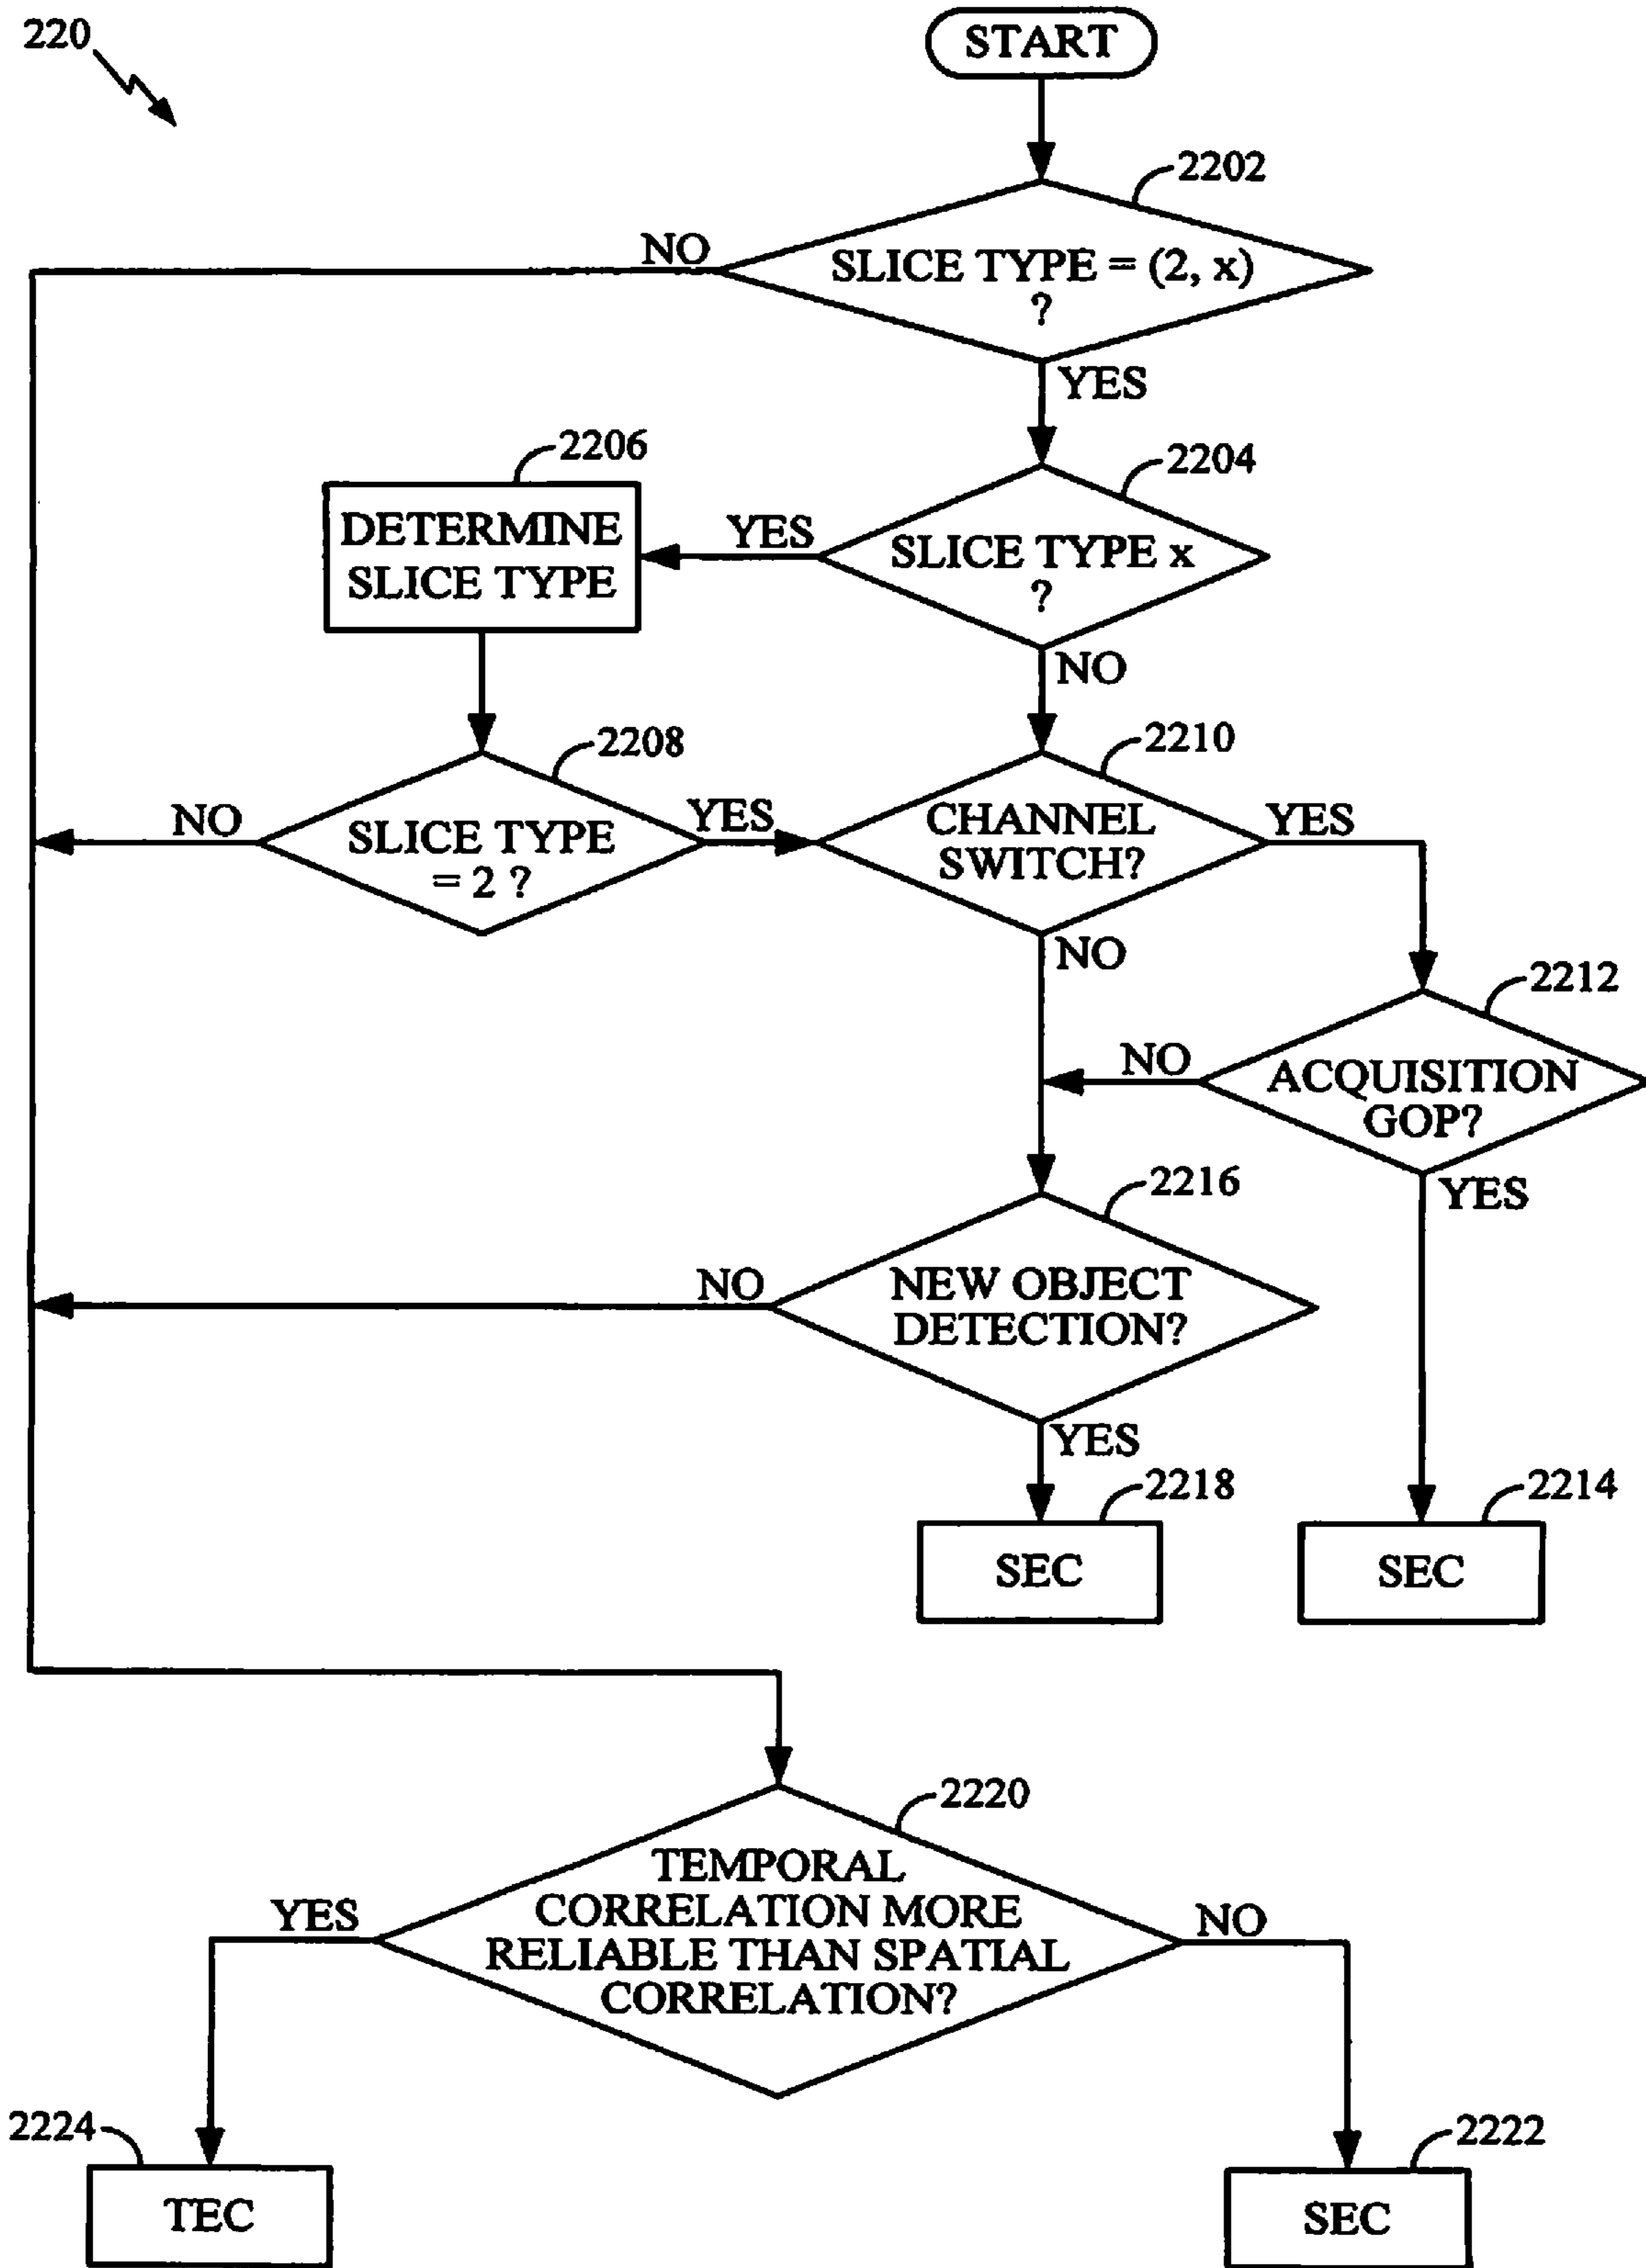 220
START
2202
NO
SLICE TYPE = (2, x)
?
YES
2206
2204
DETERMINE
SLICE TYPE
YES
SLICE TYPE x
?
NO
2208
2210
NO
SLICE TYPE
= 2 ?
YES
CHANNEL
SWITCH?
YES
NO
2212
NO
ACQUISITION
GOP?
YES
2216
NO
NEW OBJECT
DETECTION?
YES
2218
2214
SEC
SEC
2220
TEMPORAL
CORRELATION MORE
RELIABLE THAN SPATIAL
CORRELATION?
YES
NO
2224
2222
TEC
SEC